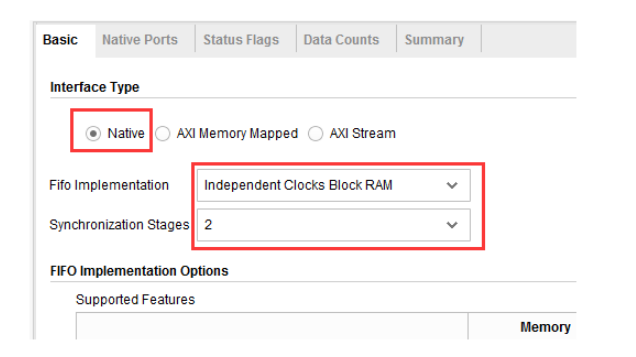 Basic Native Ports Status Flags Data Counts Summary
Interface Type
Native AXI Memory Mapped AXI Stream
Fifo Implementation Independent Clocks Block RAM
Synchronization Stages 2
FIFO Implementation Options
Supported Features
Memory